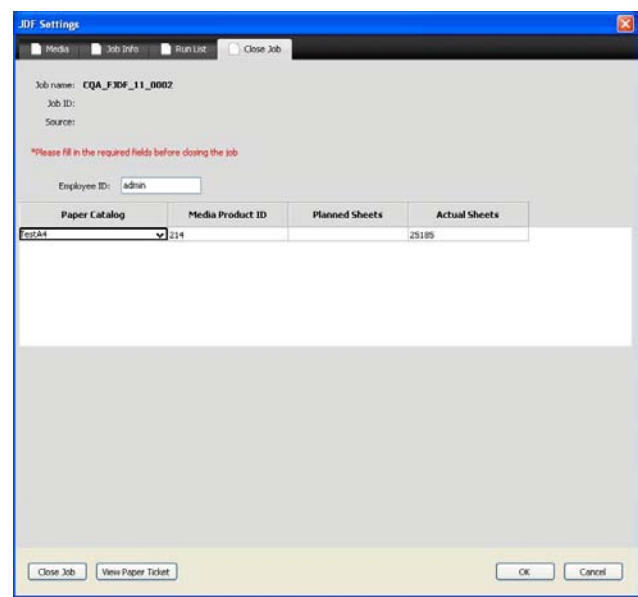 JDF Settings
Media Job Info Run List Close Job
Job name: CQA_FJDF_11_0002
Job ID:
Source:
*Please fill in the required fields before closing the job
Employee ID: admin
Paper Catalog Media Product ID Planned Sheets Actual Sheets
TestA4 214 25185
Close Job View Paper Ticket OK Cancel